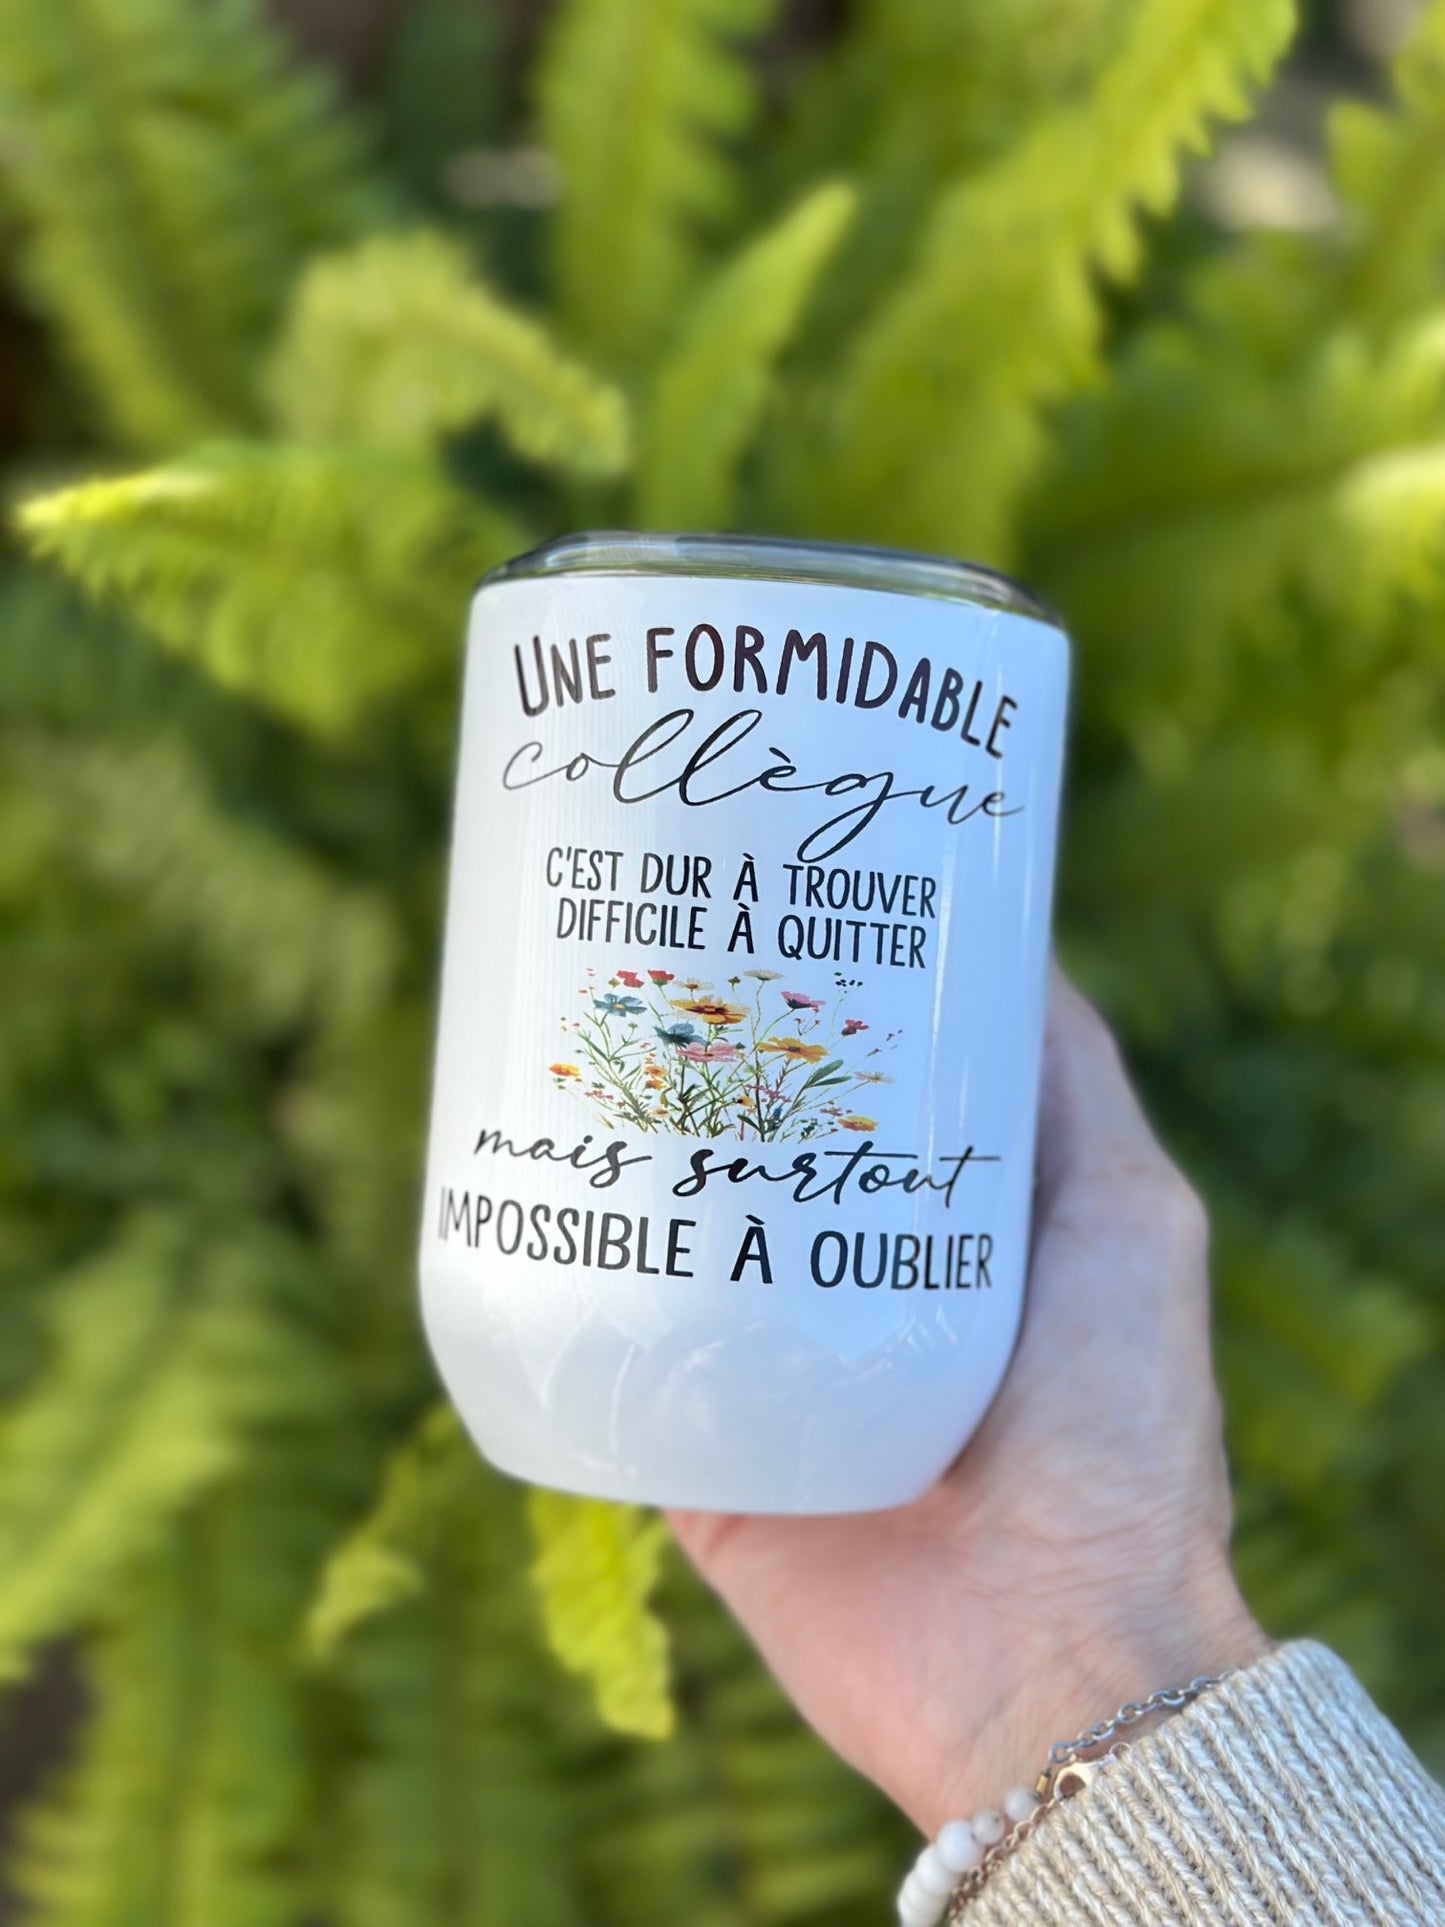 UNE FORMIDABLE
collègue
C'EST DUR À TROUVER
DIFFICILE À QUITTER
mais surtout
IMPOSSIBLE À OUBLIER